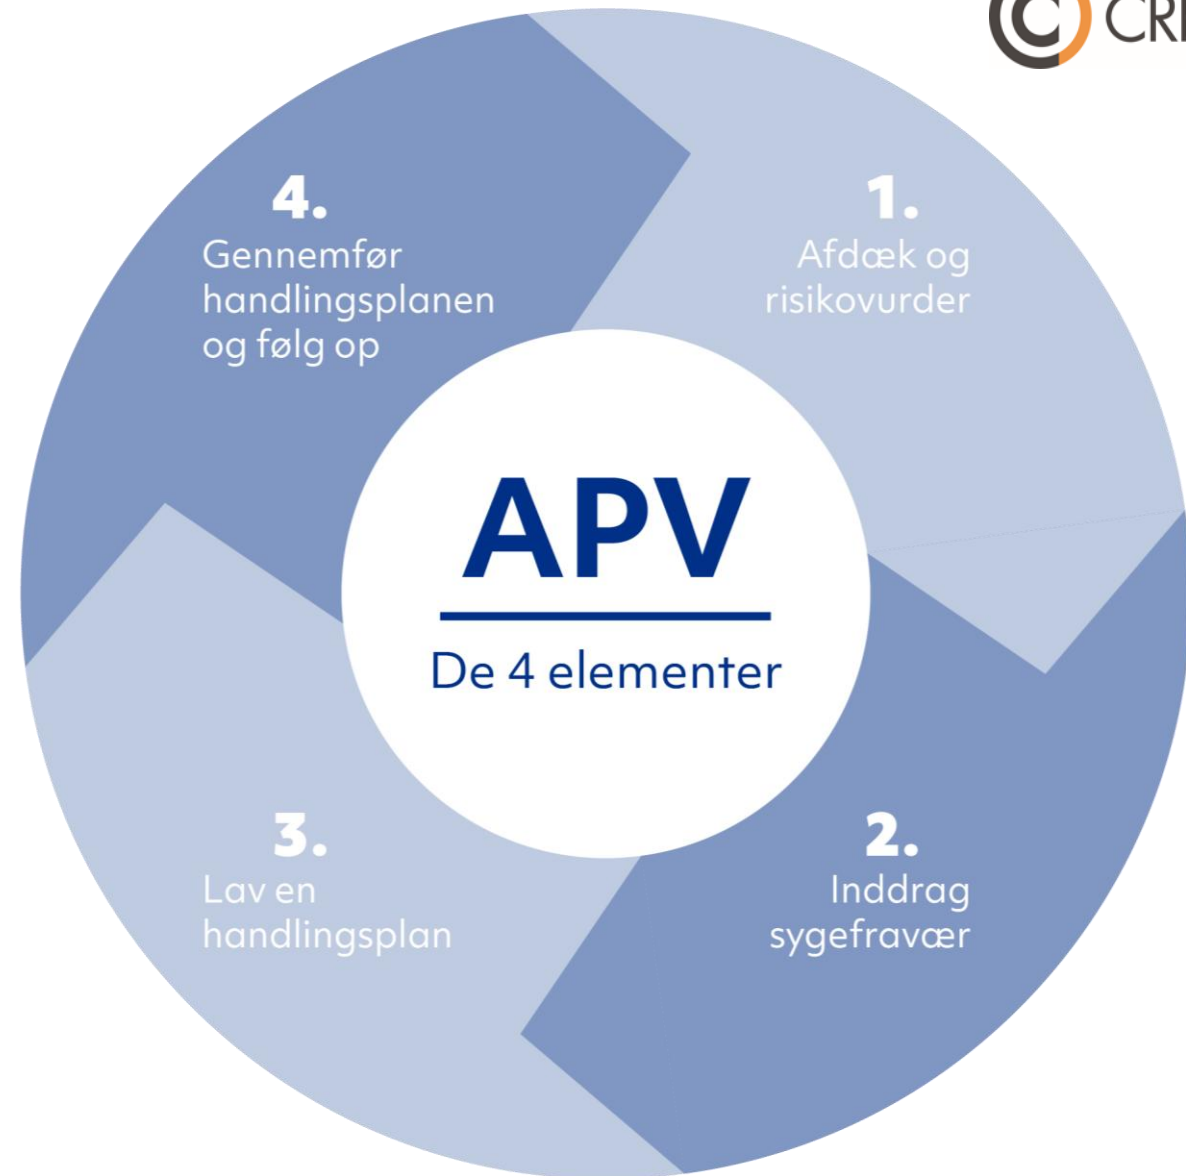 APV
De 4 elementer
1.
Afdæk og
risikovurder
2.
Inddrag
sygefravær
3.
Lav en
handlingsplan
4.
Gennemfør
handlingsplanen
og følg op